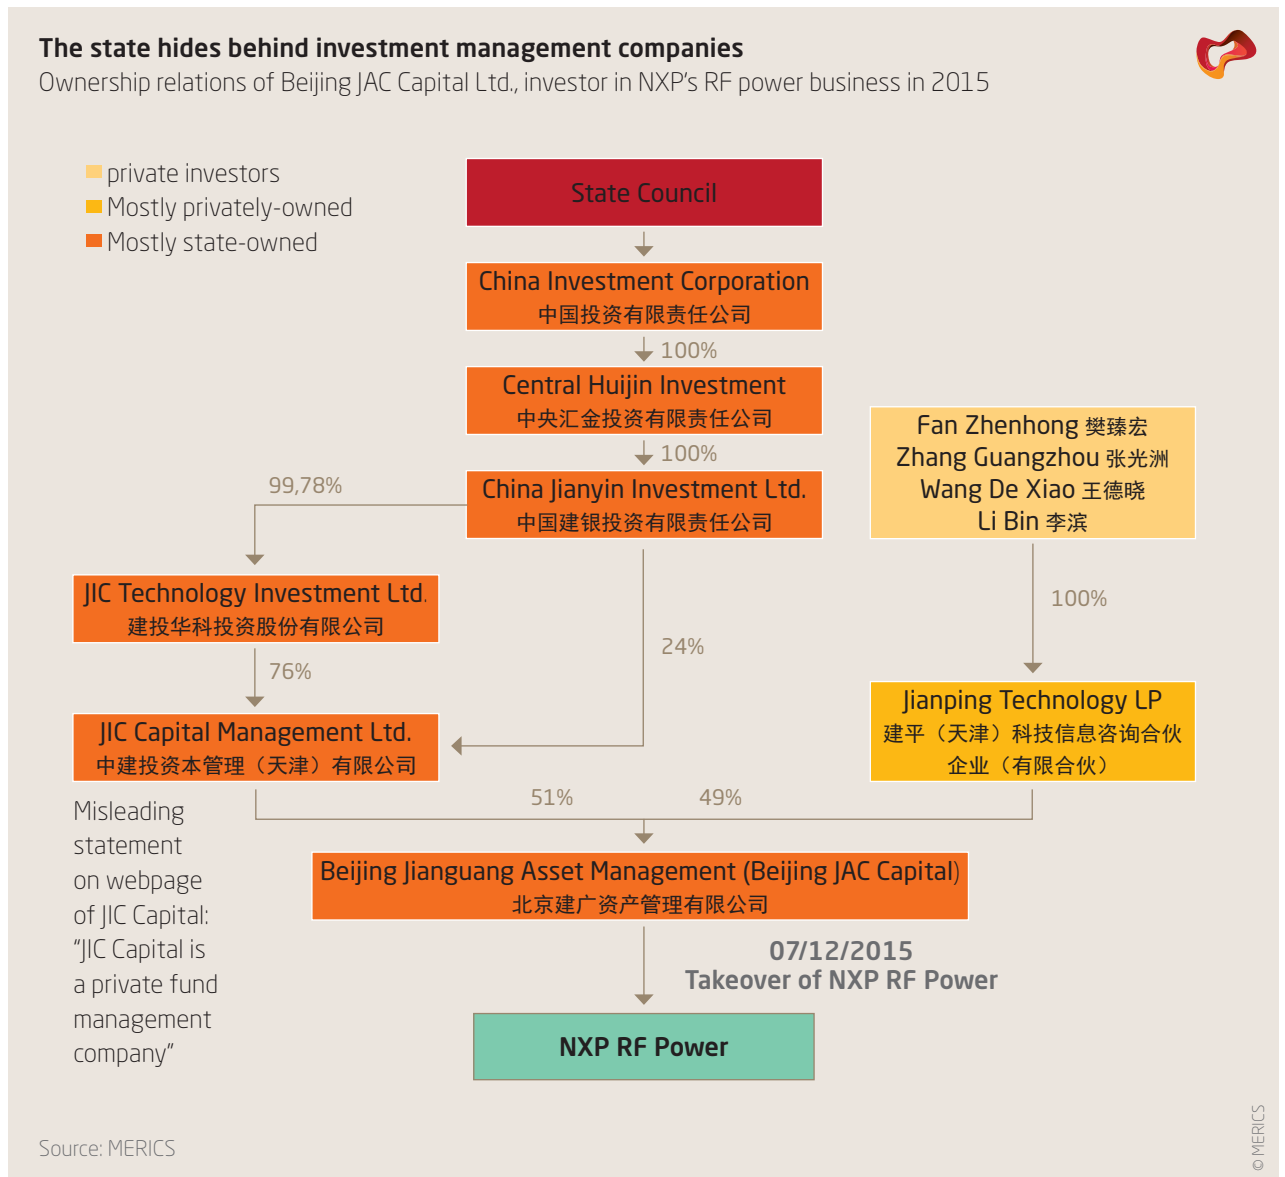 The state hides behind investment management companies
Ownership relations of Beijing JAC Capital Ltd., investor in NXP's RF power business in 2015
private investors
Mostly privately-owned
Mostly state-owned
State Council
China Investment Corporation
中国投资有限责任公司
100%
Central Huijin Investment
中央汇金投资有限责任公司
100%
China Jianyin Investment Ltd.
中国建银投资有限责任公司
Fan Zhenhong 樊臻宏
Zhang Guangzhou 张光洲
Wang De Xiao 王德晓
Li Bin 李滨
99,78%
JIC Technology Investment Ltd.
建投华科投资股份有限公司
100%
24%
76%
JIC Capital Management Ltd.
中建投资本管理（天津）有限公司
Jianping Technology LP
建平（天津）科技信息咨询合伙
企业（有限合伙）
51%
49%
Misleading
statement
on webpage
of JIC Capital:
"JIC Capital is
a private fund
management
company"
Beijing Jianguang Asset Management (Beijing JAC Capital)
北京建广资产管理有限公司
07/12/2015
Takeover of NXP RF Power
NXP RF Power
Source: MERICS
© MERICS